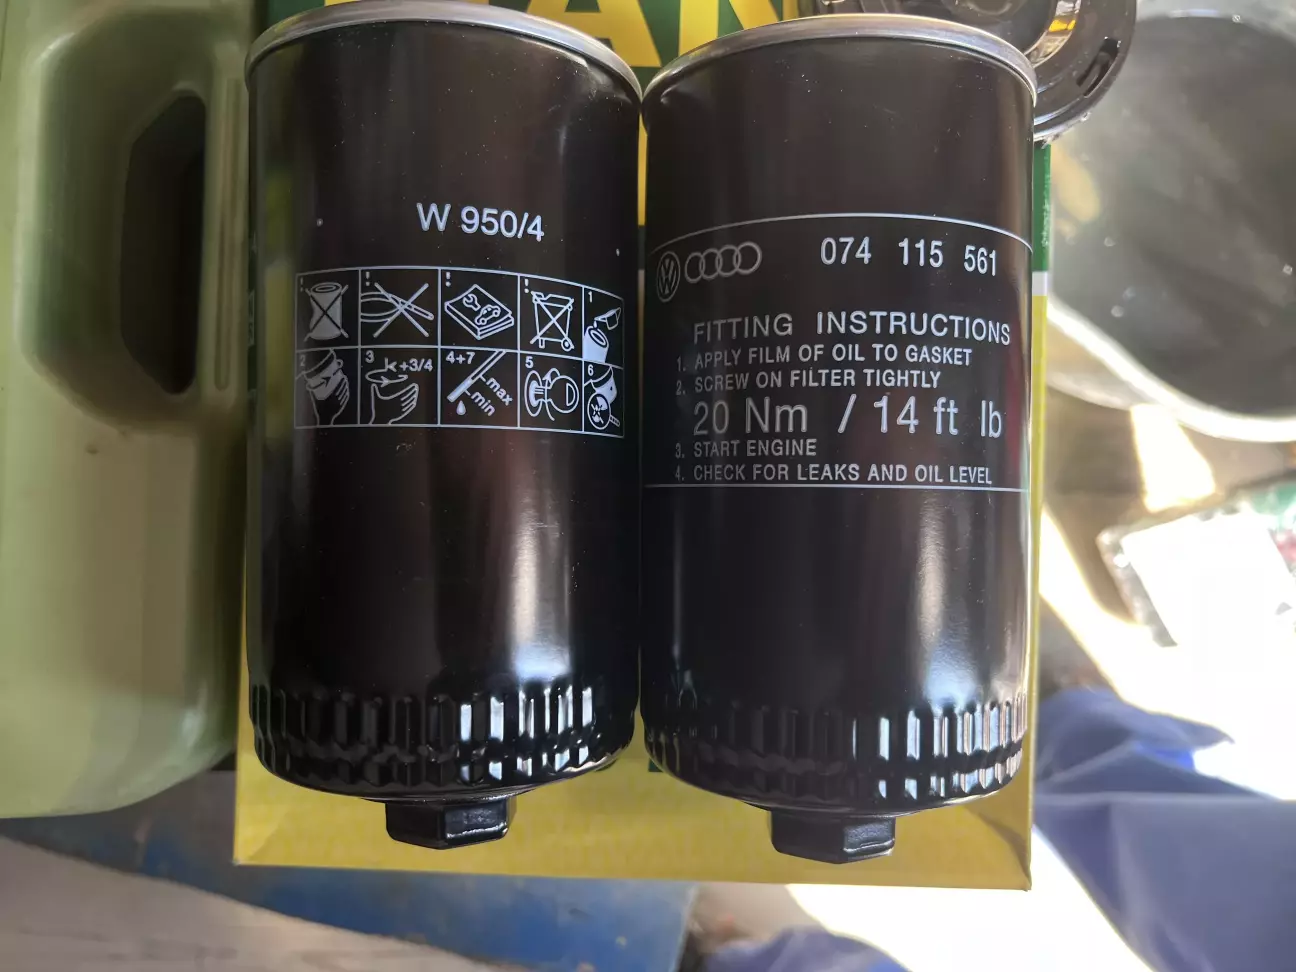 MAN
W 950/4
1
2
3
+3/4
4+7
max
min
5
6
VW
074 115 561
FITTING INSTRUCTIONS
1. APPLY FILM OF OIL TO GASKET
2. SCREW ON FILTER TIGHTLY
20 Nm / 14 ft lb
3. START ENGINE
4. CHECK FOR LEAKS AND OIL LEVEL